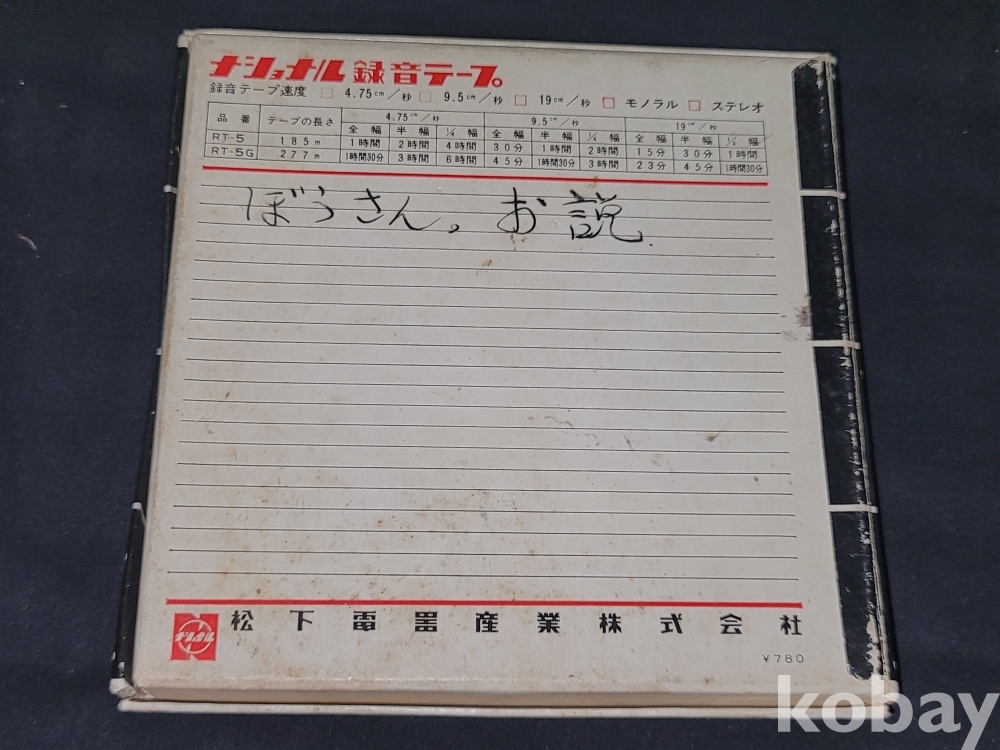 ナショナル録音テープ
録音テープ速度 □ 4.75cm/秒 □ 9.5cm/秒 □ 19cm/秒 □ モノラル □ ステレオ
品番 テープの長さ 4.75cm/秒 9.5cm/秒 19cm/秒
全幅 半幅 1/4幅 全幅 半幅 1/4幅 全幅 半幅 1/4幅
RT-5 185m 1時間 2時間 4時間 30分 1時間 2時間 15分 30分 1時間
RT-5G 277m 1時間30分 3時間 6時間 45分 1時間30分 3時間 23分 45分 1時間30分
ぼうさん。お説
ナショナル
松下電器産業株式会社
¥780
kobay